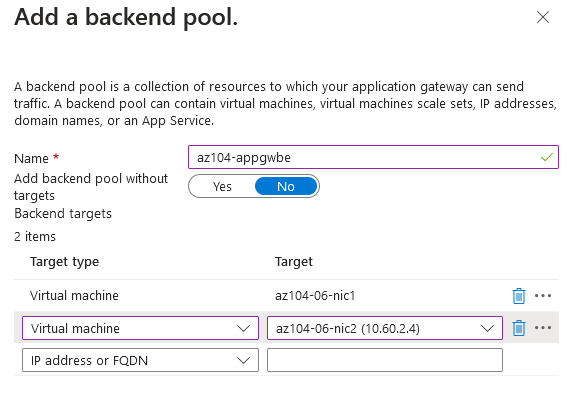 Add a backend pool.
A backend pool is a collection of resources to which your application gateway can send
traffic. A backend pool can contain virtual machines, virtual machines scale sets, IP addresses,
domain names, or an App Service.
Name * az104-appgwbe
Add backend pool without
targets
Yes No
Backend targets
2 items
Target type Target
Virtual machine az104-06-nic1
Virtual machine az104-06-nic2 (10.60.2.4)
IP address or FQDN